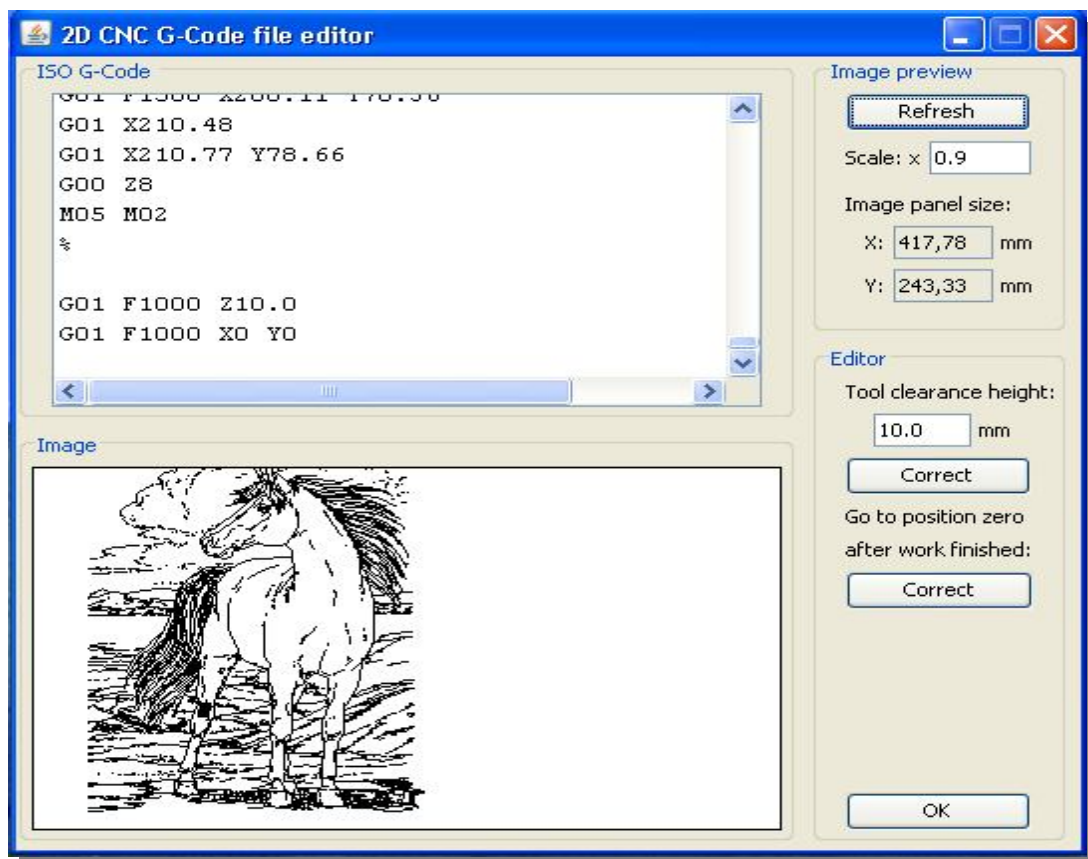 2D CNC G-Code file editor
ISO G-Code
G01 X210.48
G01 X210.77 Y78.66
G00 Z8
M05 M02
%
G01 F1000 Z10.0
G01 F1000 X0 Y0
Image
Image preview
Refresh
Scale: x 0.9
Image panel size:
X: 417,78 mm
Y: 243,33 mm
Editor
Tool clearance height:
10.0 mm
Correct
Go to position zero
after work finished:
Correct
OK